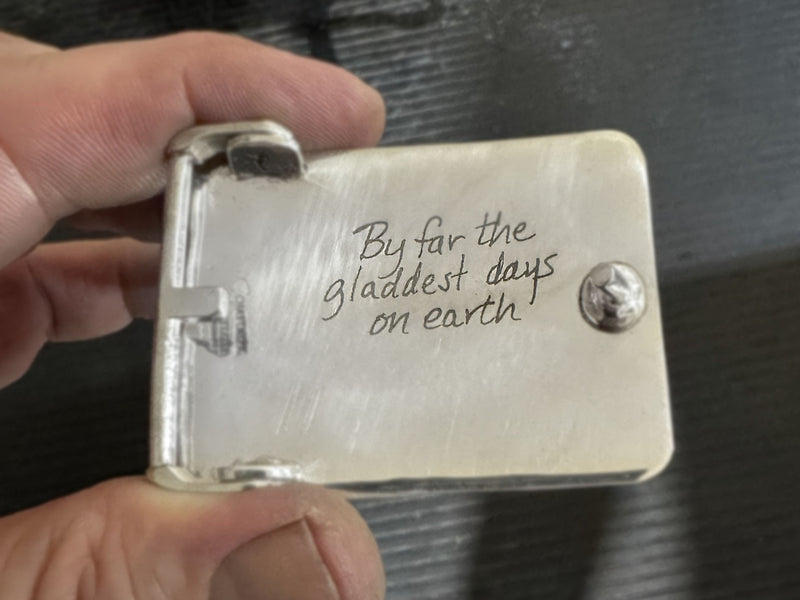 By far the
gladdest days
on earth